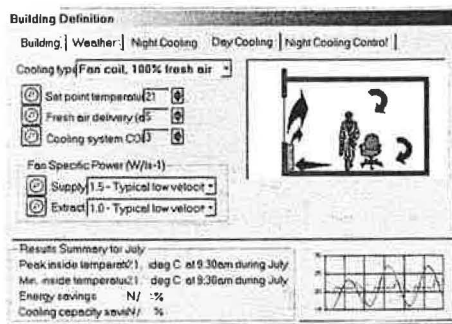 Building Definition
Building Weather Night Cooling Day Cooling Night Cooling Control
Cooling type Fan coil, 100% fresh air
Set point temperatu 21
Fresh air delivery (d 5
Cooling system CO 3
Fan Specific Power (W/ls-1)
Supply 1.5 - Typical low velocit
Extract 1.0 - Typical low velocit
Results Summary for July
Peak inside temperatu 21. deg C at 9.30am during July
Min. inside temperatu 21. deg C at 9.30am during July
Energy savings N/ %
Cooling capacity savi N/ %